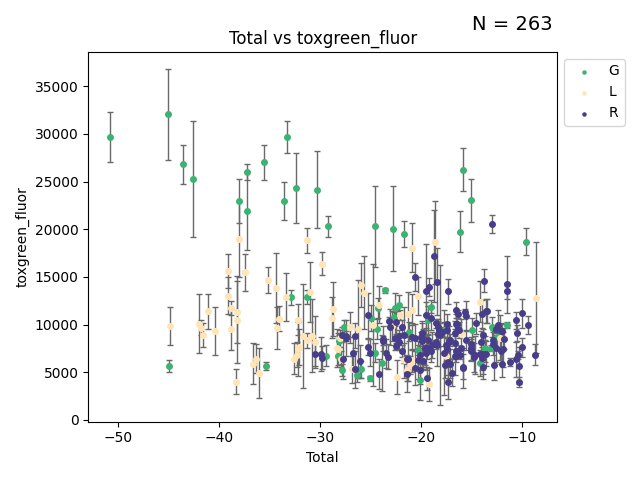 N = 263
Total vs toxgreen_fluor
G
L
R
35000
30000
25000
20000
15000
10000
5000
0
toxgreen_fluor
−50 −40 −30 −20 −10
Total